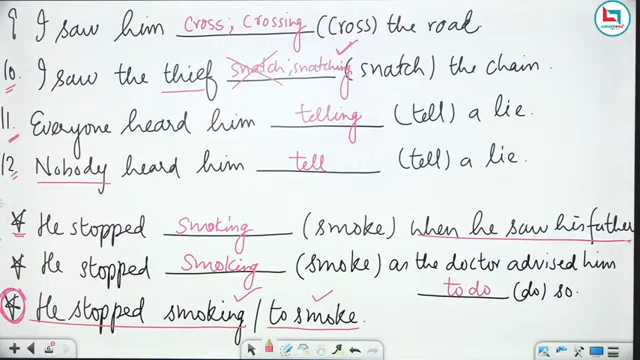 9 I saw him cross; crossing (cross) the road
10. I saw the thief snatch; snatching (snatch) the chain.
11. Everyone heard him telling (tell) a lie.
12. Nobody heard him tell (tell) a lie.
He stopped smoking (smoke) when he saw his father
He stopped smoking (smoke) as the doctor advised him
to do (do) so.
He stopped smoking / to smoke.